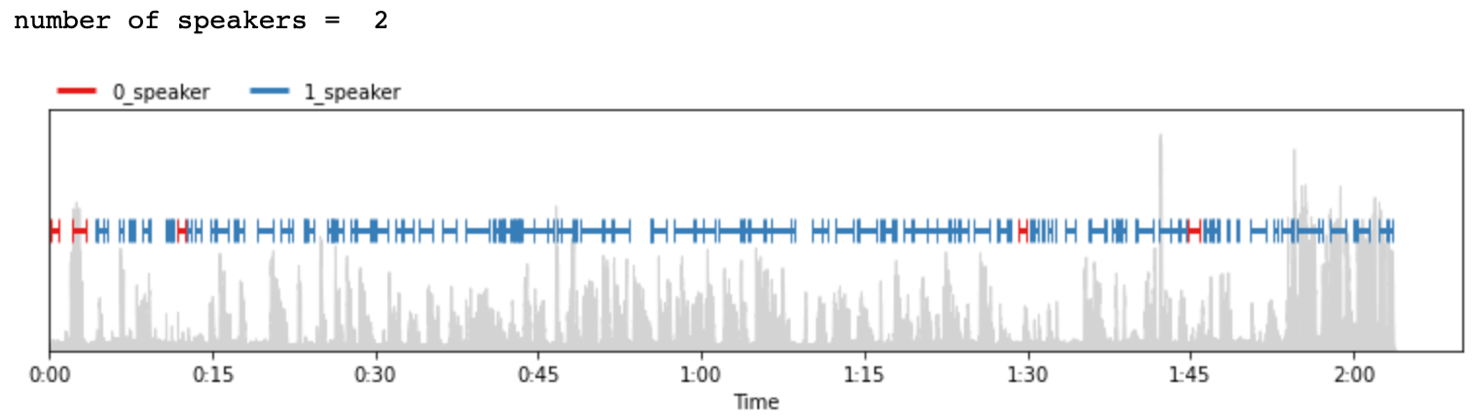 number of speakers =  2
0_speaker 1_speaker
0:00 0:15 0:30 0:45 1:00 1:15 1:30 1:45 2:00
Time